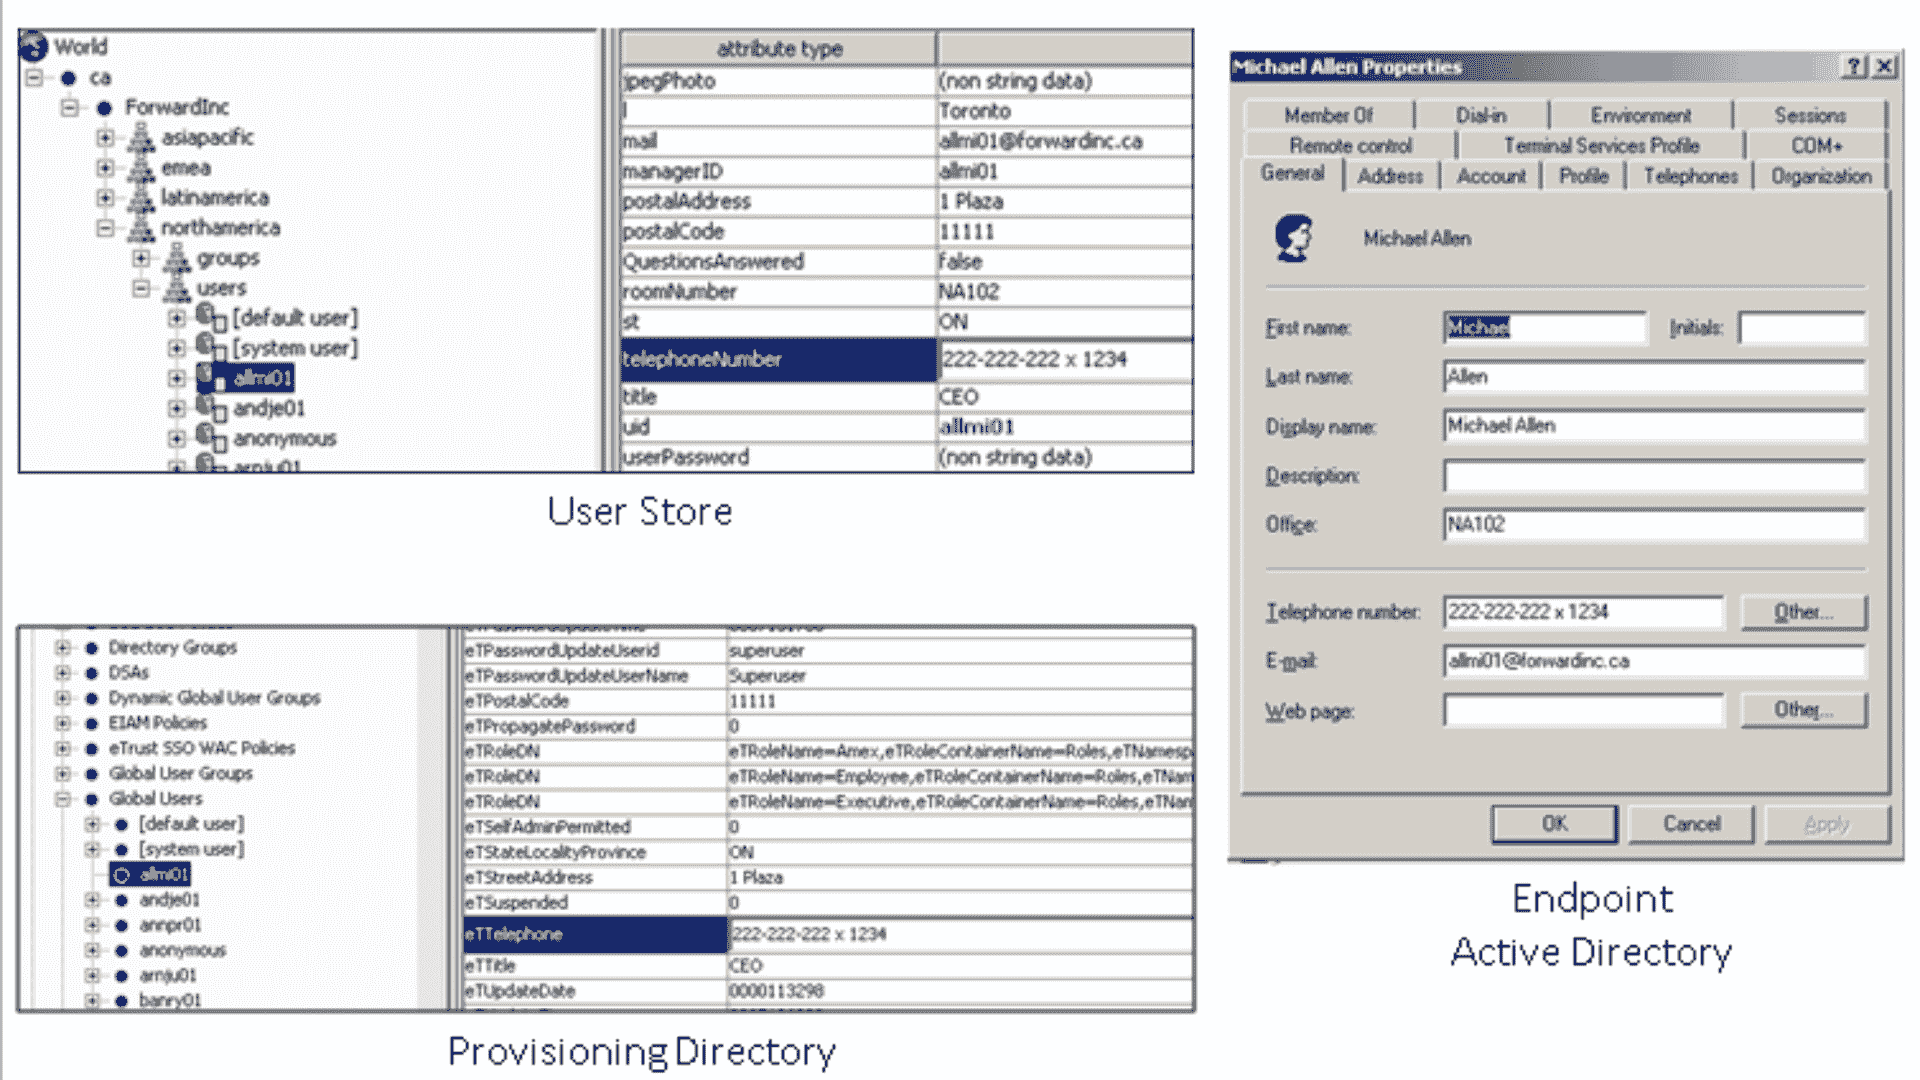 World
ca
ForwardInc
asiapacific
emea
latinamerica
northamerica
groups
users
[default user]
[system user]
allmi01
andje01
anonymous
arnju01
attribute type
jpegPhoto (non string data)
l Toronto
mail allmi01@forwardinc.ca
managerID allmi01
postalAddress 1 Plaza
postalCode 11111
QuestionsAnswered false
roomNumber NA102
st ON
telephoneNumber 222-222-222 x 1234
title CEO
uid allmi01
userPassword (non string data)
User Store
Directory Groups
DSAs
Dynamic Global User Groups
EIAM Policies
eTrust SSO WAC Policies
Global User Groups
Global Users
[default user]
[system user]
allmi01
andje01
annpr01
anonymous
arnju01
banry01
eTPasswordUpdateUserid superuser
eTPasswordUpdateUserName Superuser
eTPostalCode 11111
eTPropagatePassword 0
eTRoleDN eTRoleName=Amex,eTRoleContainerName=Roles,eTNamesp
eTRoleDN eTRoleName=Employee,eTRoleContainerName=Roles,eTNam
eTRoleDN eTRoleName=Executive,eTRoleContainerName=Roles,eTNam
eTSelfAdminPermitted 0
eTStateLocalityProvince ON
eTStreetAddress 1 Plaza
eTSuspended 0
eTTelephone 222-222-222 x 1234
eTTitle CEO
eTUpdateDate 0000113298
Provisioning Directory
Michael Allen Properties
Member Of Dial-in Environment Sessions
Remote control Terminal Services Profile COM+
General Address Account Profile Telephones Organization
Michael Allen
First name: Michael Initials:
Last name: Allen
Display name: Michael Allen
Description:
Office: NA102
Telephone number: 222-222-222 x 1234 Other...
E-mail: allmi01@forwardinc.ca
Web page: Other...
OK Cancel Apply
Endpoint
Active Directory